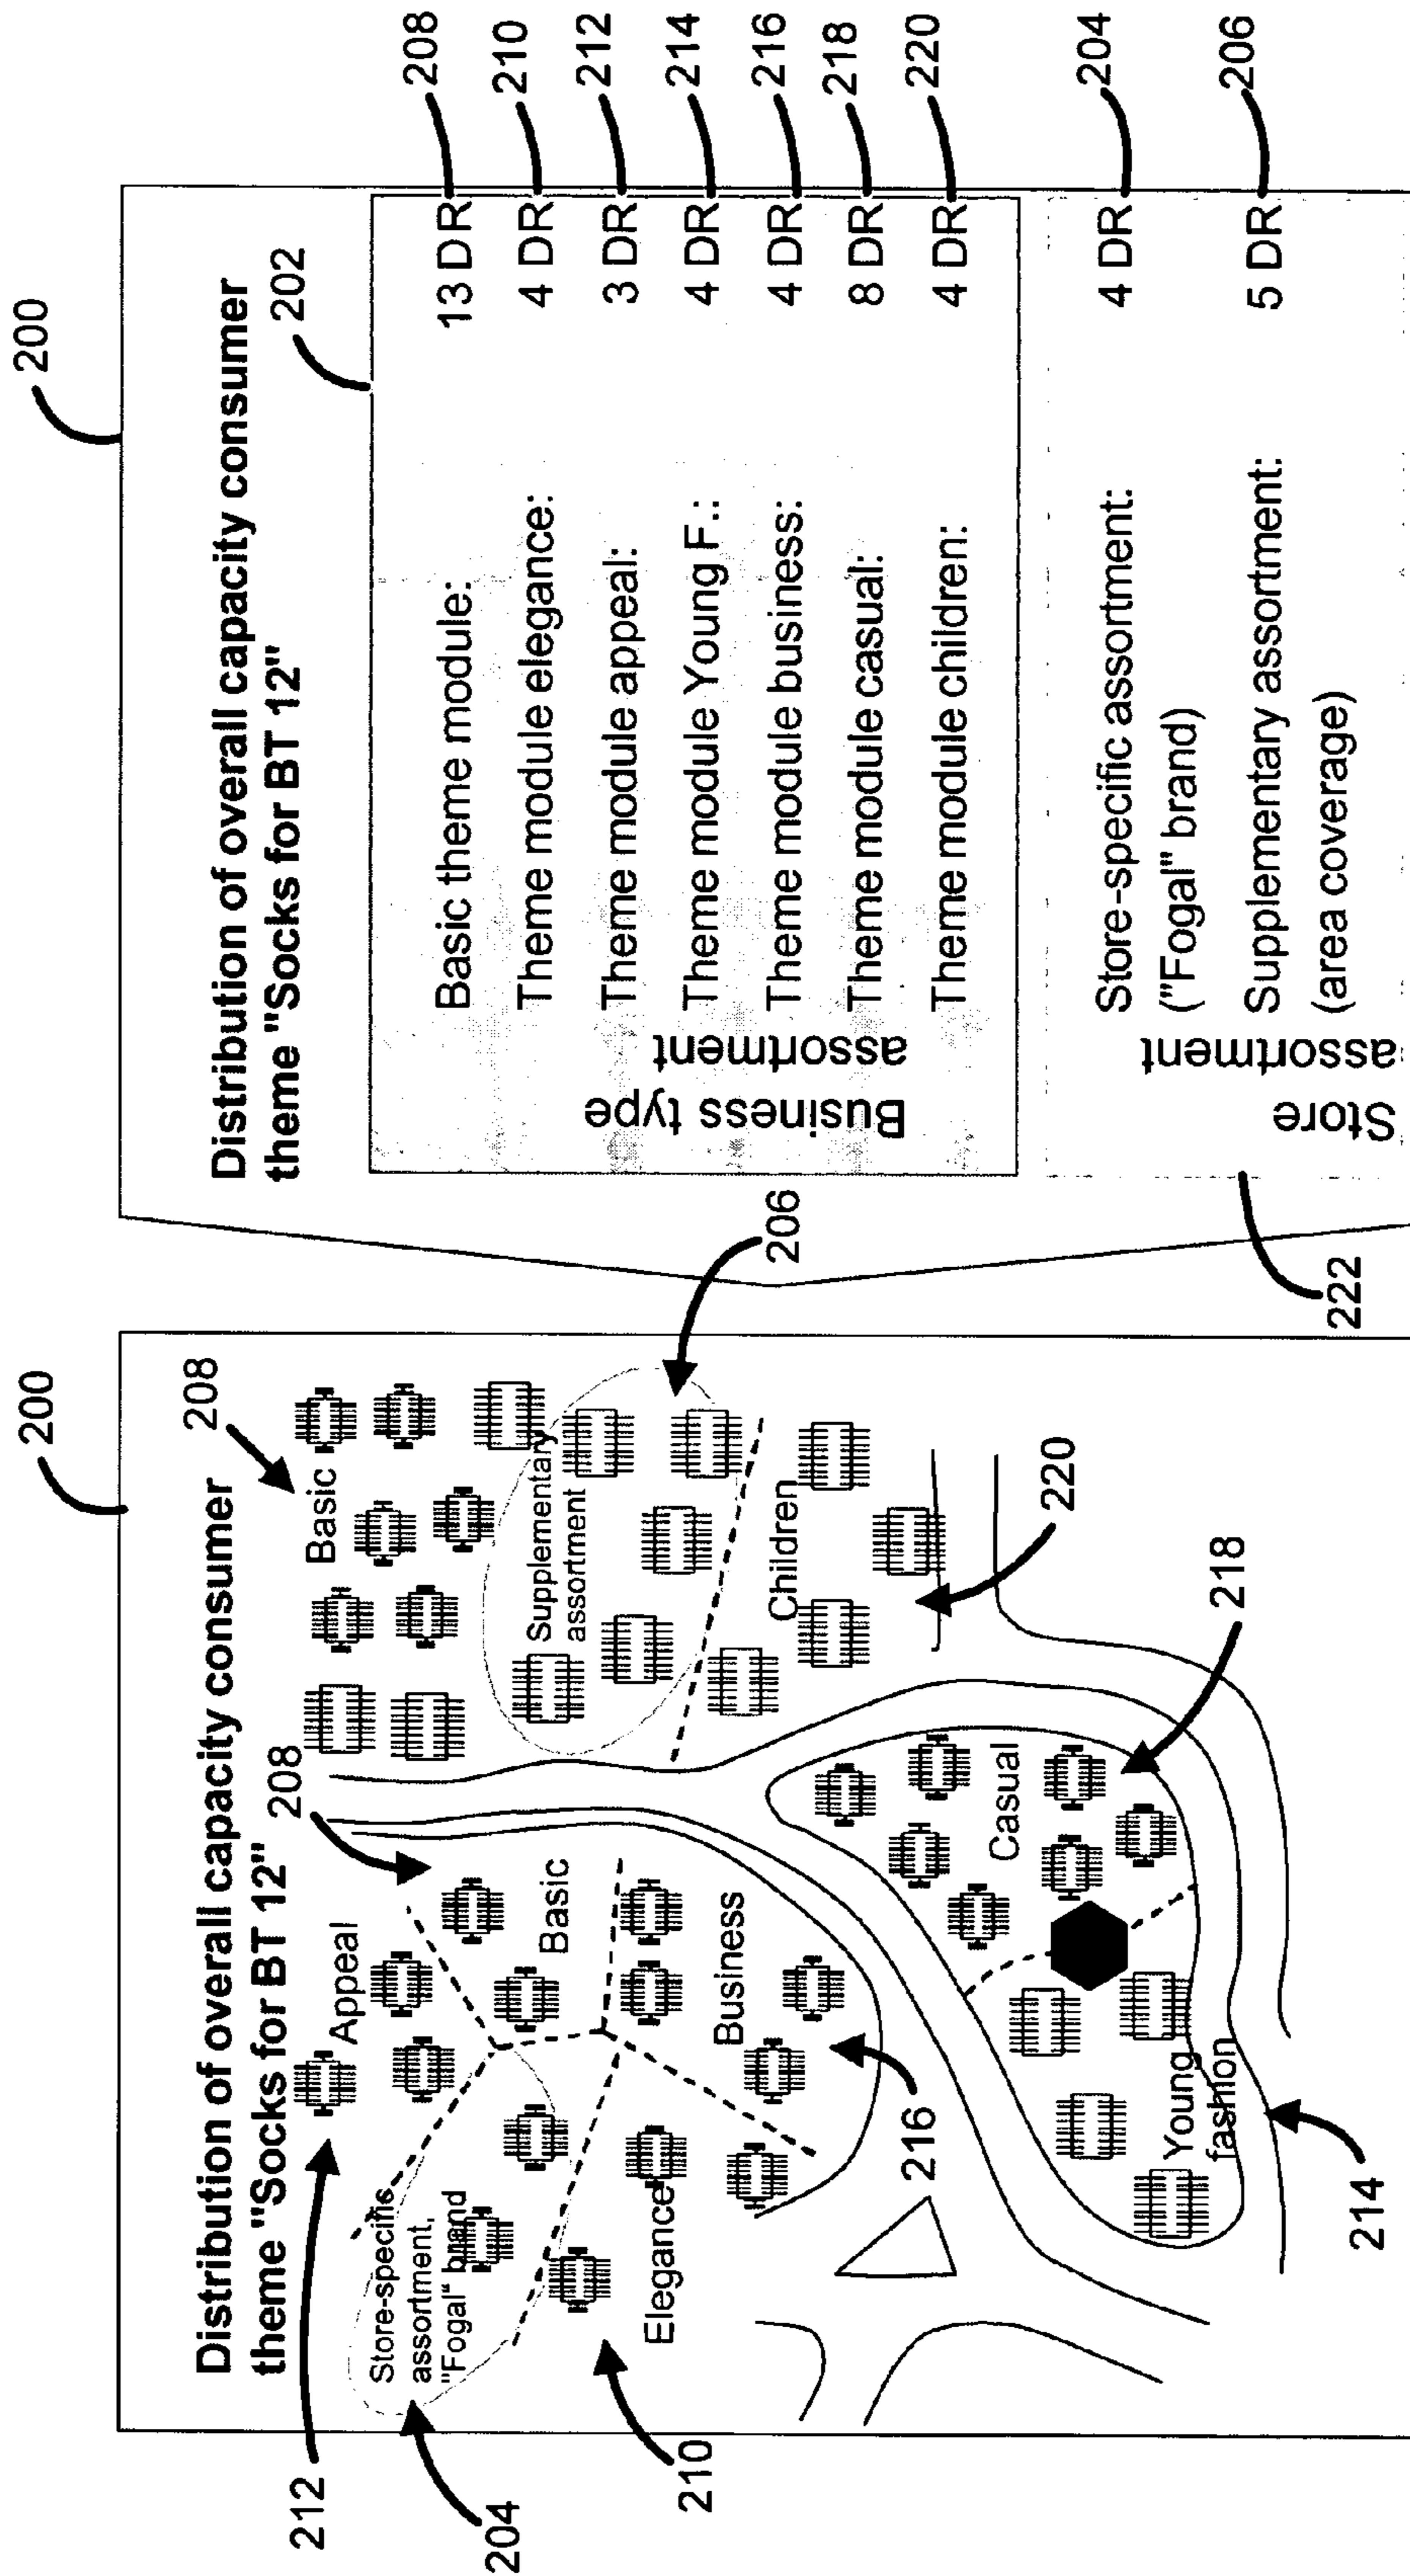 200
Distribution of overall capacity consumer
theme "Socks for BT 12"
212
204
210
208
208
Appeal
Basic
Basic
Store-specific
assortment,
"Fogal" brand
Supplementary
assortment
206
Elegance
Business
Children
216
220
Casual
218
Young
fashion
214
200
Distribution of overall capacity consumer
theme "Socks for BT 12"
202
Business type
assortment
Basic theme module: 13 DR 208
Theme module elegance: 4 DR 210
Theme module appeal: 3 DR 212
Theme module Young F.: 4 DR 214
Theme module business: 4 DR 216
Theme module casual: 8 DR 218
Theme module children: 4 DR 220
Store
assortment
Store-specific assortment: 4 DR 204
("Fogal" brand)
Supplementary assortment: 5 DR 206
(area coverage)
222